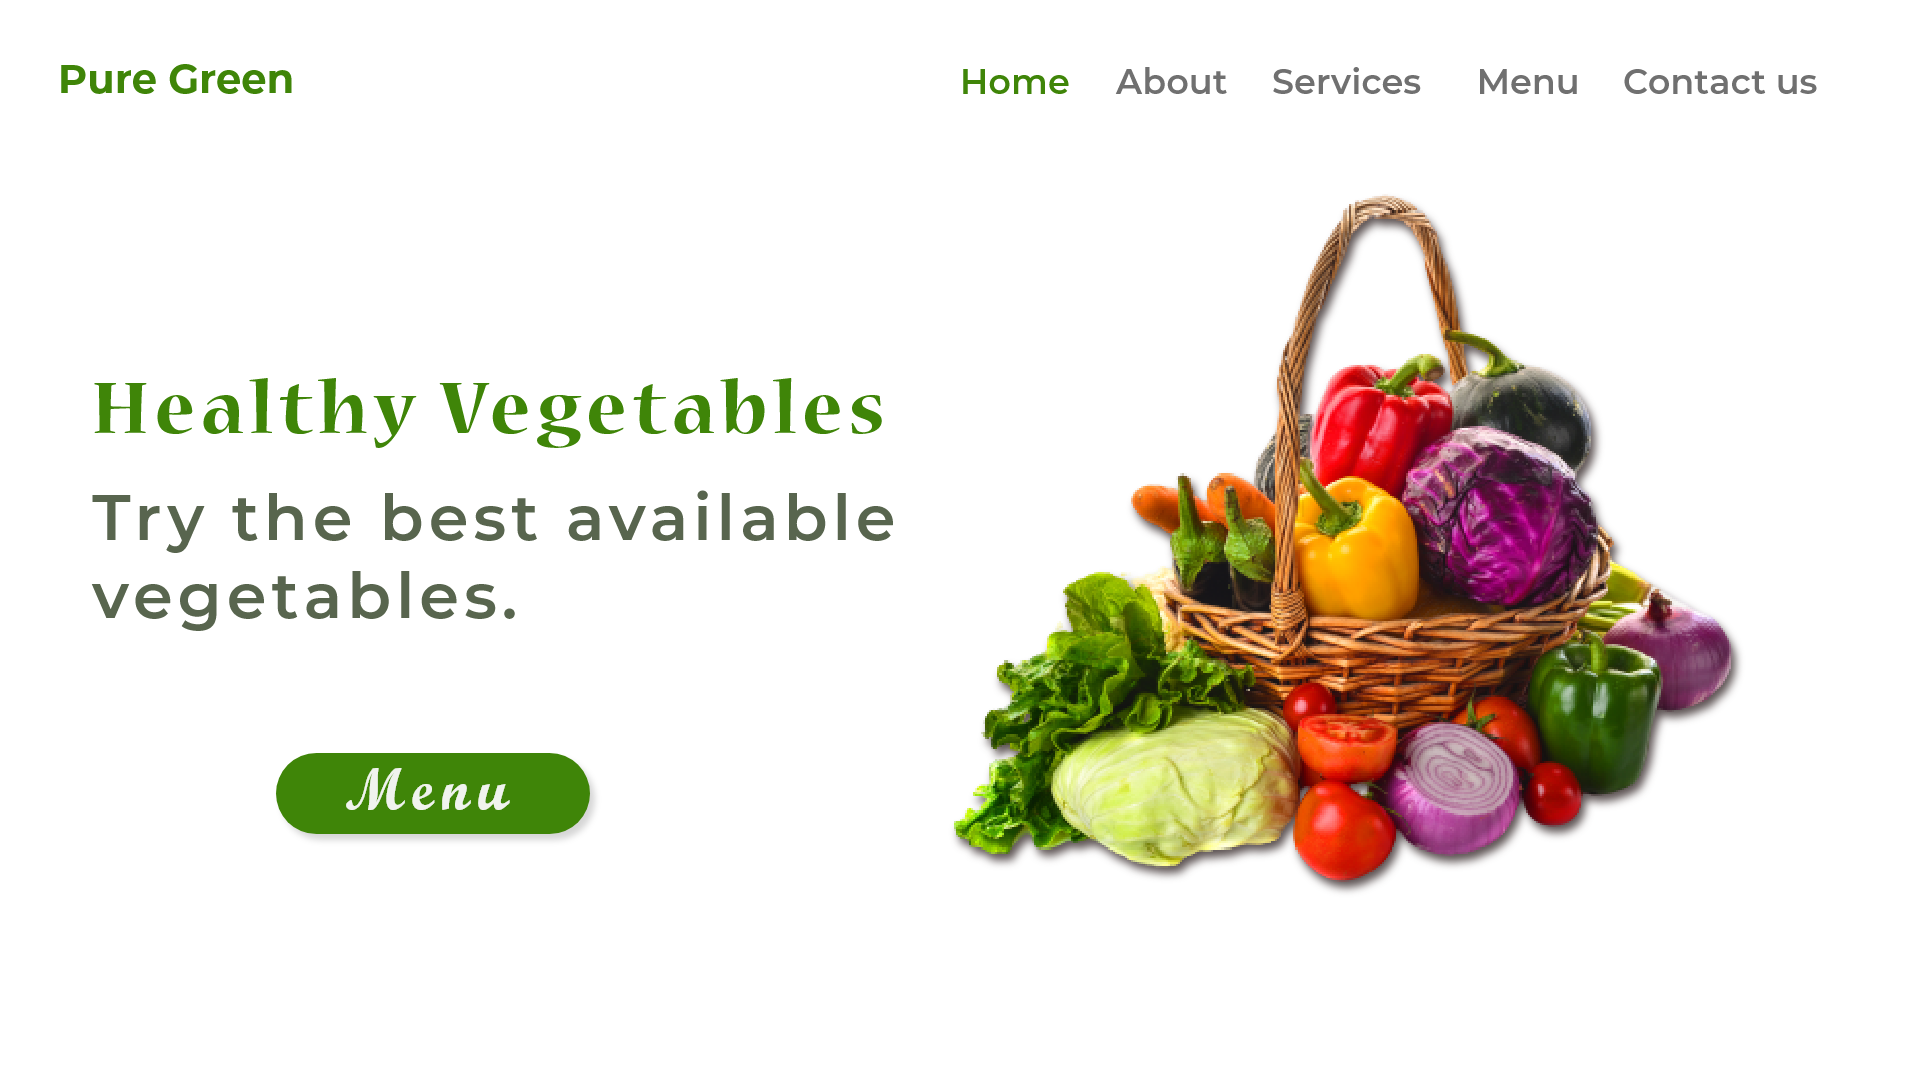 Pure Green
Home About Services Menu Contact us
Healthy Vegetables
Try the best available
vegetables.
Menu